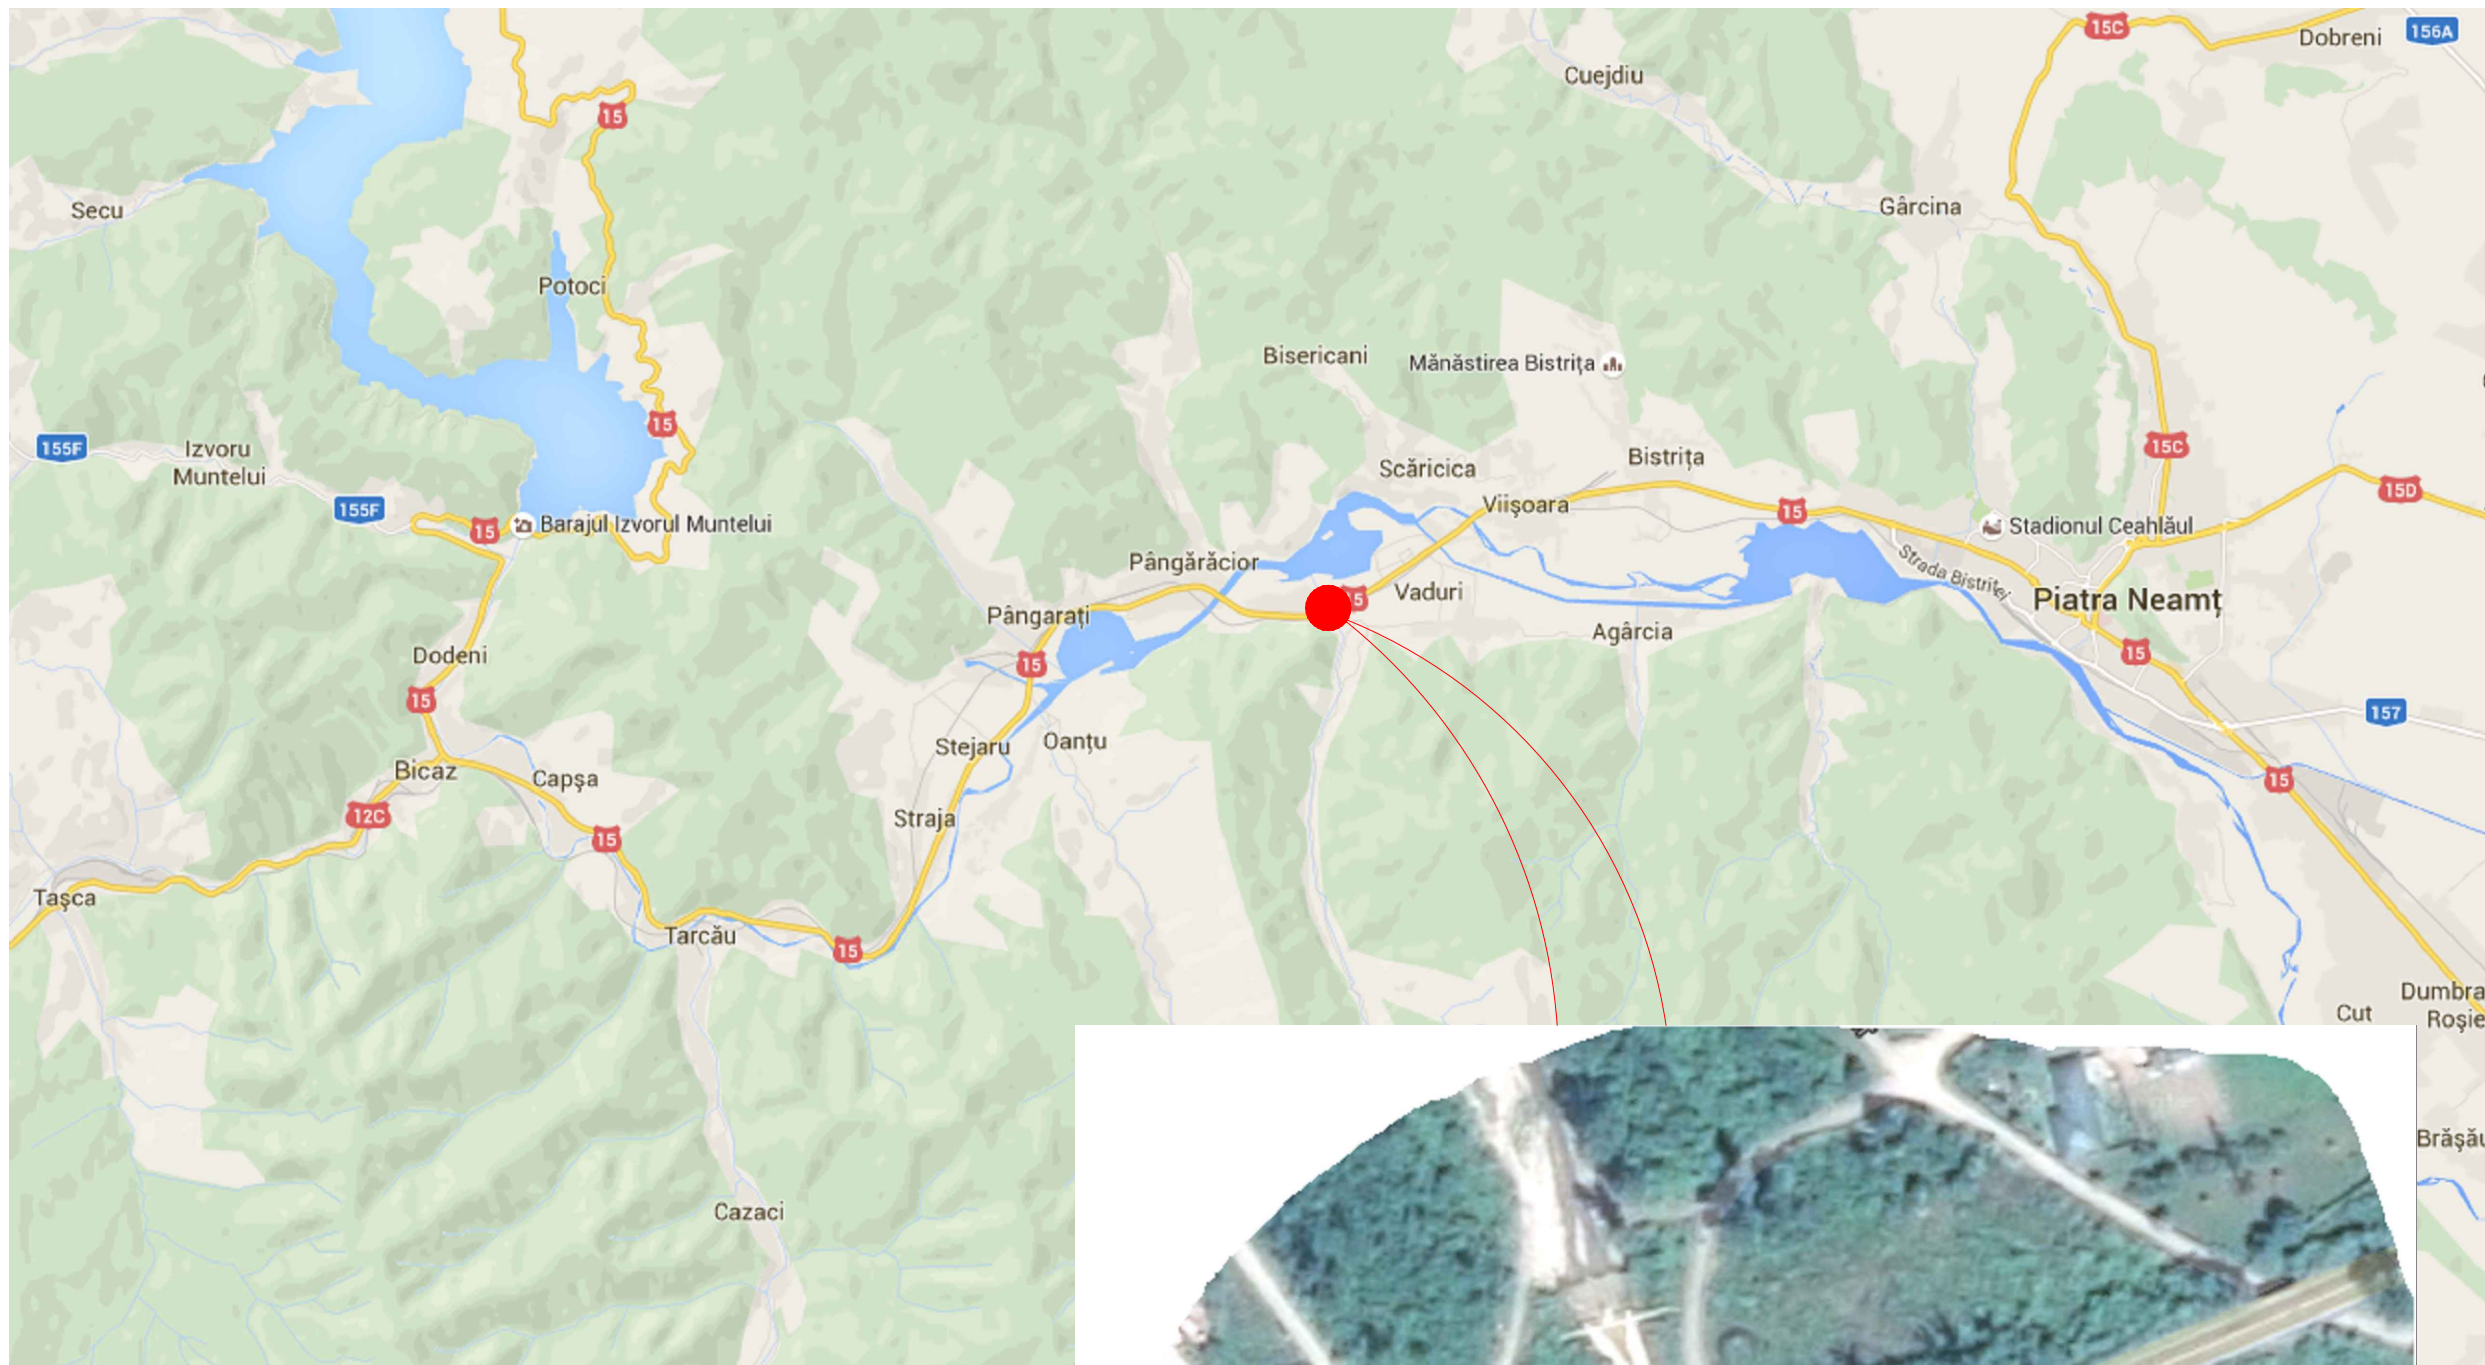 15C
Dobreni
156A
Cuejdiu
15
Secu
Gârcina
Potoci
Bisericani
Mănăstirea Bistrița
15
155F
Izvoru
Muntelui
15C
Scăricica
Bistrița
15D
155F
15
Barajul Izvorul Muntelui
Viișoara
15
Stadionul Ceahlăul
Pângărăcior
Strada Bistriței
Vaduri
Piatra Neamț
Pângarați
Agârcia
Dodeni
15
15
15
157
Stejaru
Oanțu
Bicaz
Capșa
15
12C
Straja
15
Tașca
Tarcău
15
Dumbra
Roșie
Cut
Brășău
Cazaci